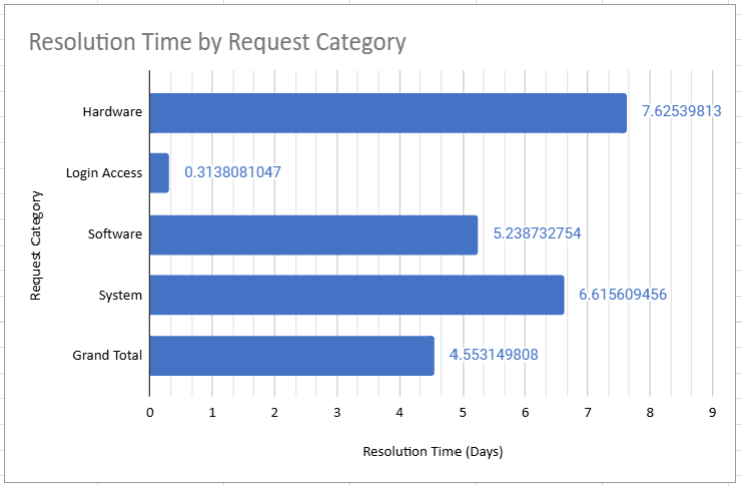 Resolution Time by Request Category
Request Category
Hardware
7.62539813
Login Access
0.3138081047
Software
5.238732754
System
6.615609456
Grand Total
4.553149808
0 1 2 3 4 5 6 7 8 9
Resolution Time (Days)